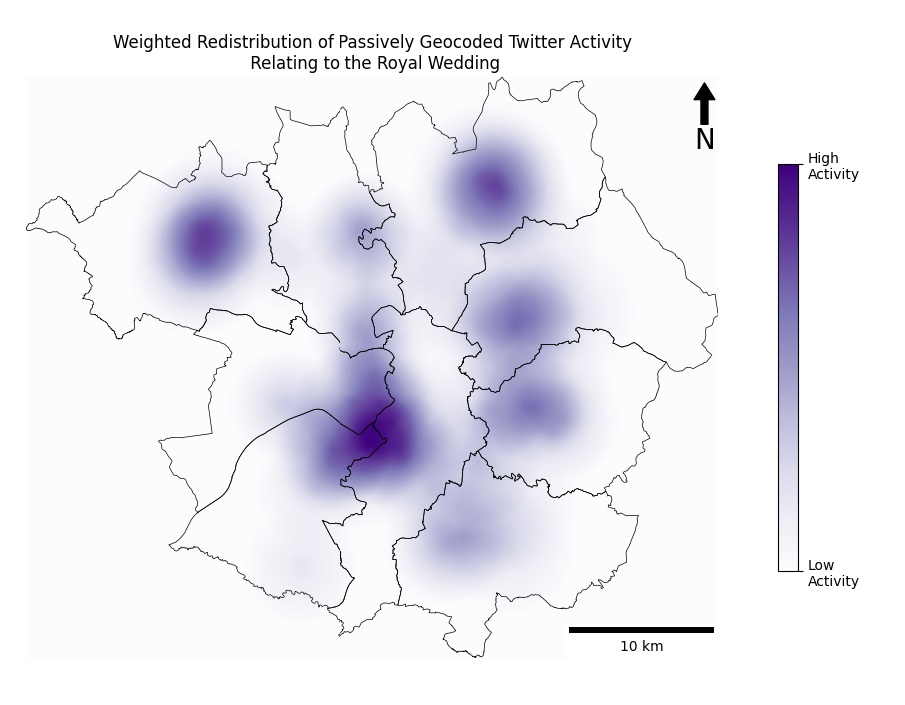 Weighted Redistribution of Passively Geocoded Twitter Activity
Relating to the Royal Wedding
N
High
Activity
Low
Activity
10 km